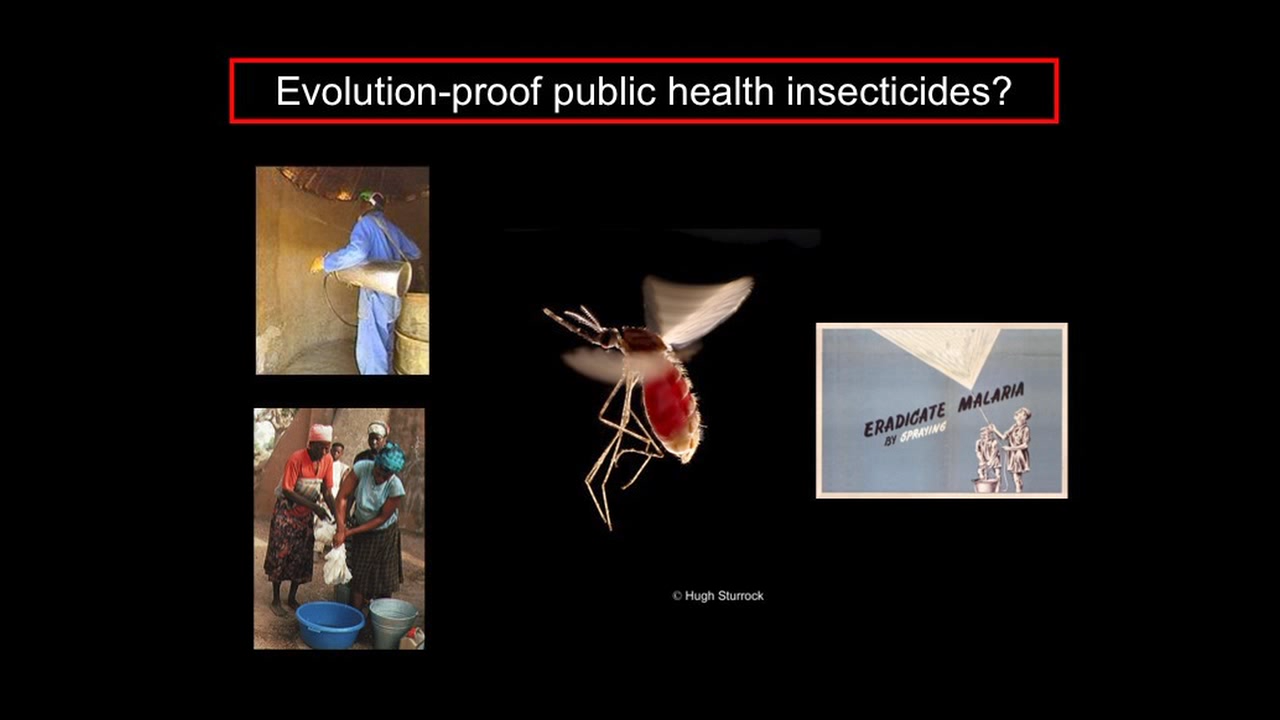 Evolution-proof public health insecticides?
ERADICATE MALARIA
BY SPRAYING
© Hugh Sturrock